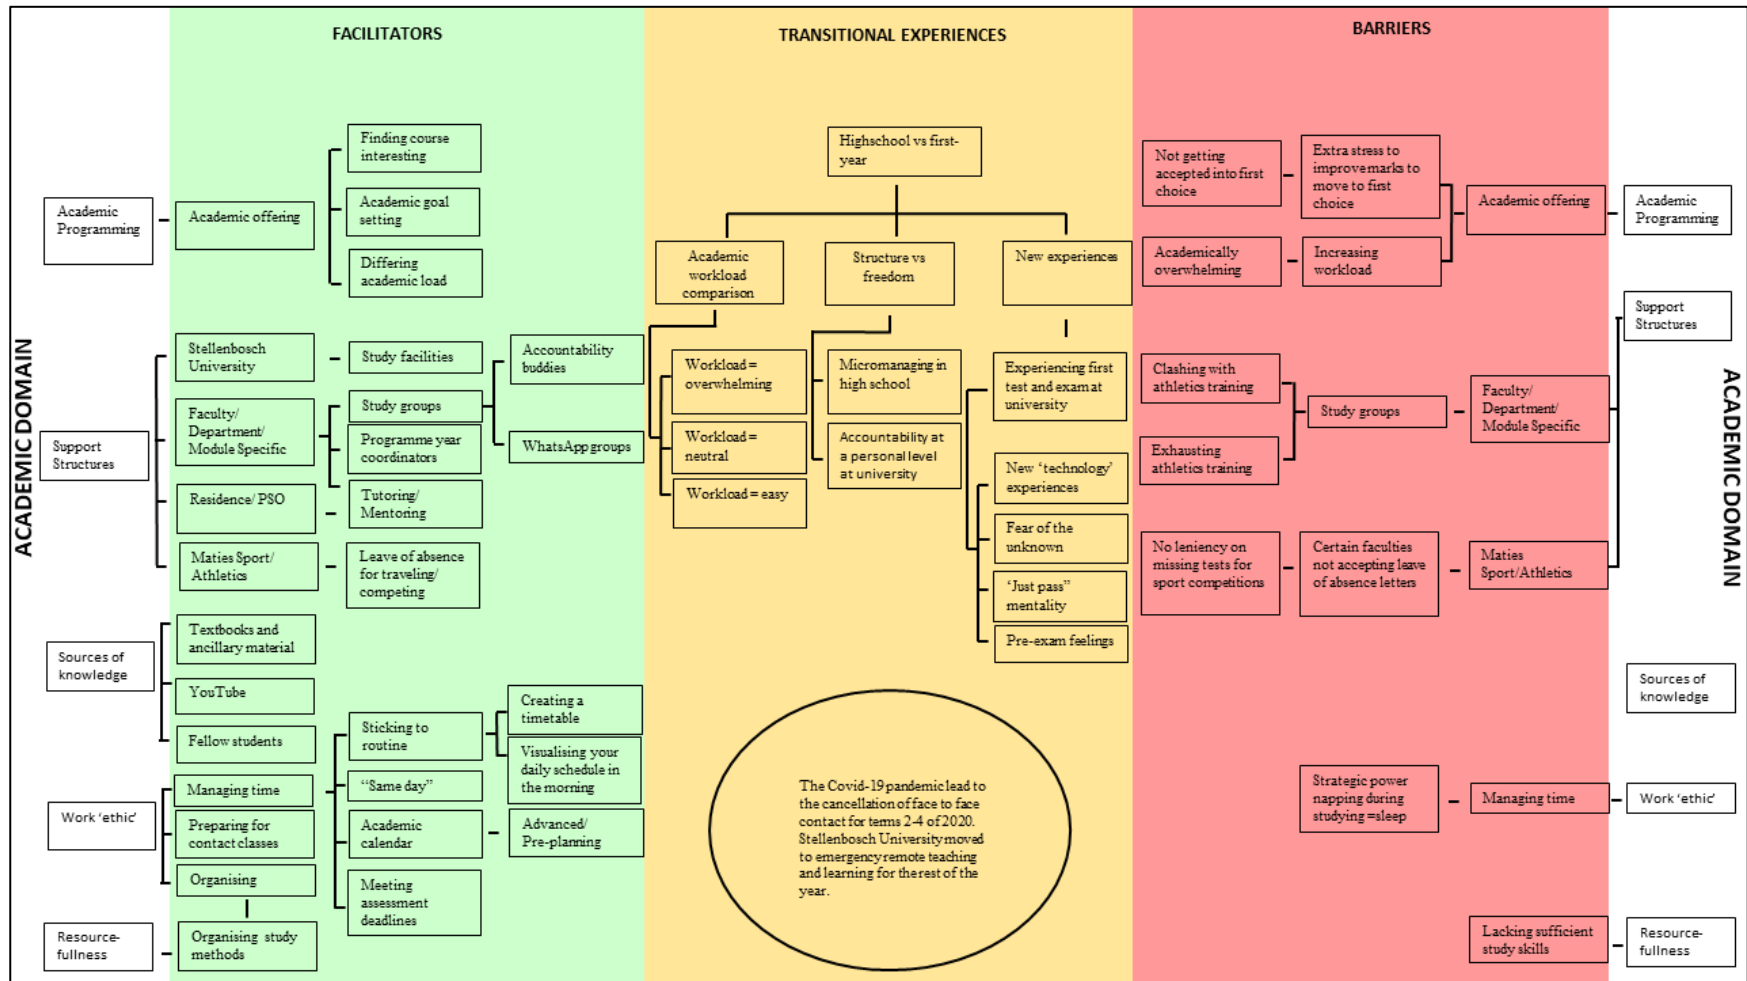 FACILITATORS
TRANSITIONAL EXPERIENCES
BARRIERS
ACADEMIC DOMAIN
Academic
Programming
Academic offering
Finding course
interesting
Academic goal
setting
Differing
academic load
Support
Structures
Stellenbosch
University
Study facilities
Faculty/
Department/
Module Specific
Study groups
Accountability
buddies
WhatsApp groups
Programme year
coordinators
Tutoring/
Mentoring
Residence/ PSO
Maties Sport/
Athletics
Leave of absence
for traveling/
competing
Sources of
knowledge
Textbooks and
ancillary material
YouTube
Fellow students
Work ‘ethic’
Managing time
Preparing for
contact classes
Organising
Sticking to
routine
Creating a
timetable
Visualising your
daily schedule in
the morning
“Same day”
Academic
calendar
Advanced/
Pre-planning
Meeting
assessment
deadlines
Resource-
fullness
Organising study
methods
Highschool vs first-
year
Academic
workload
comparison
Structure vs
freedom
New experiences
Workload =
overwhelming
Workload =
neutral
Workload = easy
Micromanaging in
high school
Accountability at
a personal level
at university
Experiencing first
test and exam at
university
New ‘technology’
experiences
Fear of the
unknown
‘Just pass”
mentality
Pre-exam feelings
The Covid-19 pandemic lead to
the cancellation of face to face
contact for terms 2-4 of 2020.
Stellenbosch University moved
to emergency remote teaching
and learning for the rest of the
year.
Not getting
accepted into first
choice
Extra stress to
improve marks to
move to first
choice
Academic offering
Academic
Programming
Academically
overwhelming
Increasing
workload
Support
Structures
Clashing with
athletics training
Exhausting
athletics training
Study groups
Faculty/
Department/
Module Specific
No leniency on
missing tests for
sport competitions
Certain faculties
not accepting leave
of absence letters
Maties
Sport/Athletics
Sources of
knowledge
Strategic power
napping during
studying =sleep
Managing time
Work ‘ethic’
Lacking sufficient
study skills
Resource-
fullness
ACADEMIC DOMAIN